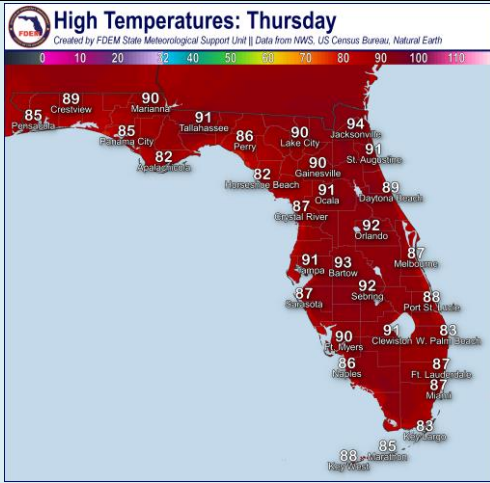 High Temperatures: Thursday
Created by FDEM State Meteorological Support Unit || Data from NWS, US Census Bureau, Natural Earth
FDEM
0 10 20 30 40 50 60 70 80 90 100 110
89
Crestview
90
Marianna
85
Pensacola
91
Tallahassee
85
Panama City
86
Perry
90
Lake City
94
Jacksonville
82
Apalachicola
91
St. Augustine
90
Gainesville
82
Horseshoe Beach
91
Ocala
89
Daytona Beach
87
Crystal River
92
Orlando
87
Melbourne
91
Tampa
93
Bartow
92
Sebring
87
Sarasota
88
Port St. Lucie
90
Ft. Myers
91
Clewiston
83
W. Palm Beach
86
Naples
87
Ft. Lauderdale
87
Miami
83
Key Largo
85
Marathon
88
Key West